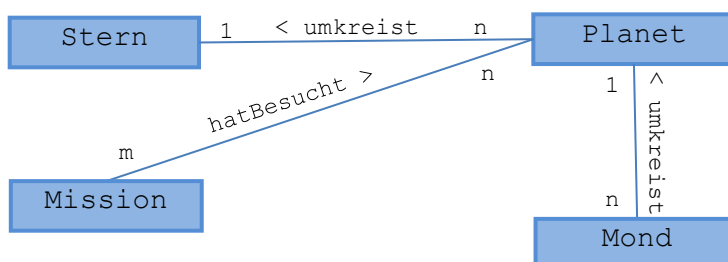 Stern
1 < umkreist n
Planet
hatBesucht >
n
1
< umkreist
m
Mission
n
Mond